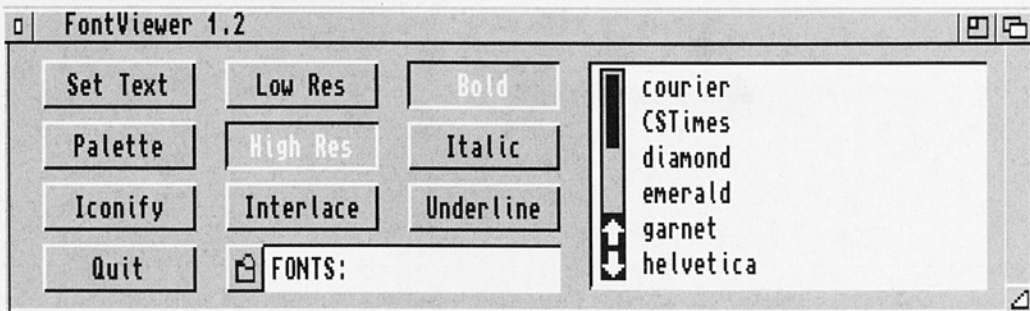 FontViewer 1.2
Set Text
Low Res
Bold
Palette
High Res
Italic
Iconify
Interlace
Underline
Quit
FONTS:
courier
CSTimes
diamond
emerald
garnet
helvetica